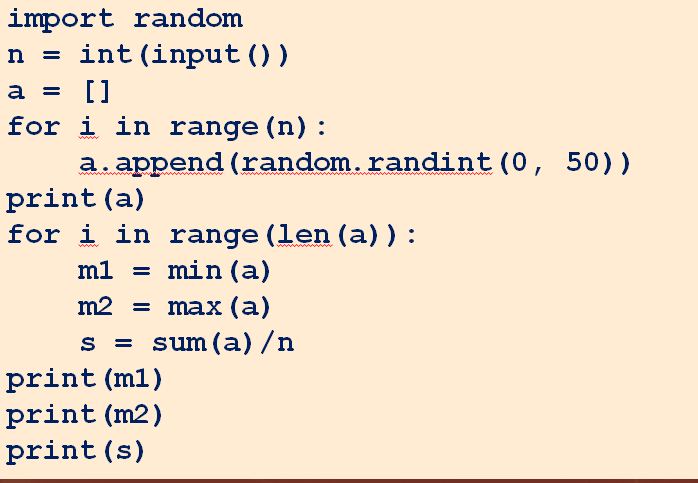 import random
n = int(input())
a = []
for i in range(n):
    a.append(random.randint(0, 50))
print(a)
for i in range(len(a)):
    m1 = min(a)
    m2 = max(a)
    s = sum(a)/n
print(m1)
print(m2)
print(s)